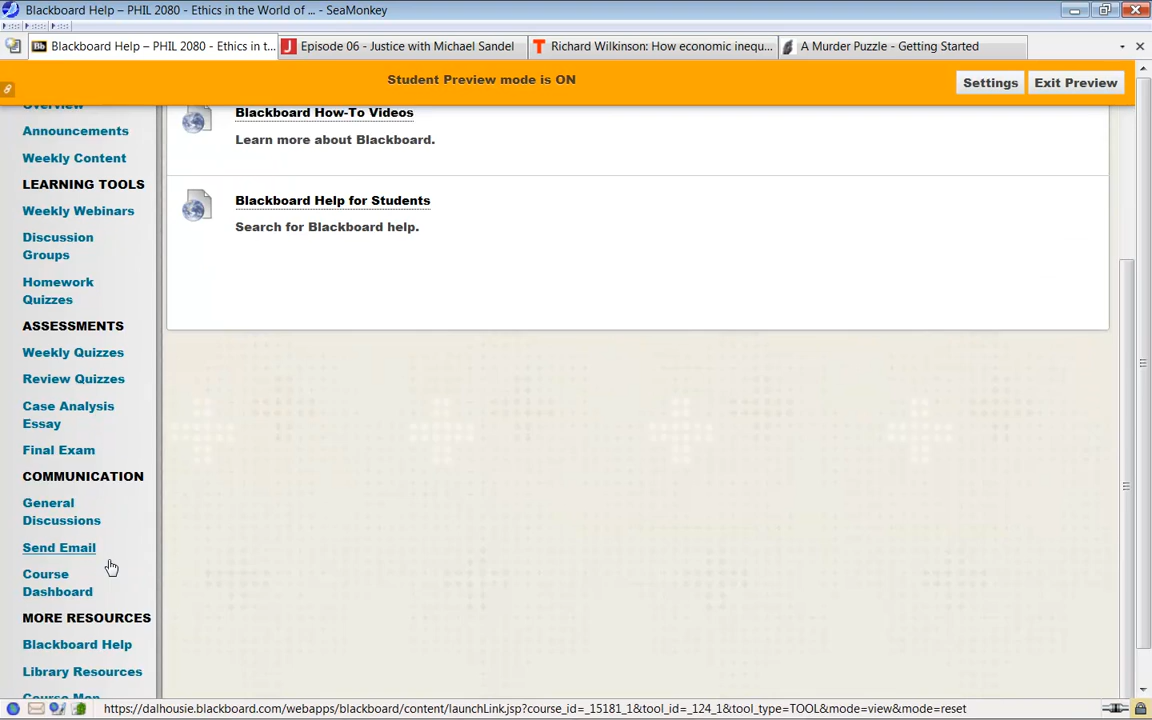 Blackboard Help – PHIL 2080 - Ethics in the World of ... - SeaMonkey
Blackboard Help – PHIL 2080 - Ethics in t...
Episode 06 - Justice with Michael Sandel
Richard Wilkinson: How economic inequ...
A Murder Puzzle - Getting Started
Student Preview mode is ON
Settings
Exit Preview
Overview
Announcements
Weekly Content
LEARNING TOOLS
Weekly Webinars
Discussion
Groups
Homework
Quizzes
ASSESSMENTS
Weekly Quizzes
Review Quizzes
Case Analysis
Essay
Final Exam
COMMUNICATION
General
Discussions
Send Email
Course
Dashboard
MORE RESOURCES
Blackboard Help
Library Resources
Course Map
Blackboard How-To Videos
Learn more about Blackboard.
Blackboard Help for Students
Search for Blackboard help.
https://dalhousie.blackboard.com/webapps/blackboard/content/launchLink.jsp?course_id=_15181_1&tool_id=_124_1&tool_type=TOOL&mode=view&mode=reset